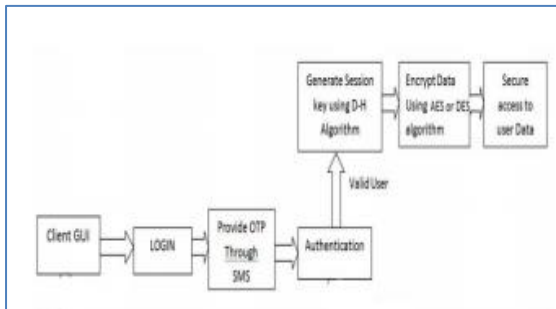 Client GUI
LOGIN
Provide OTP
Through
SMS
Authentication
Valid User
Generate Session
key using D-H
Algorithm
Encrypt Data
Using AES or DES
algorithm
Secure
access to
user Data